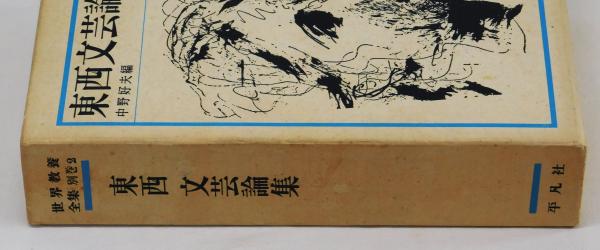 東西文芸論
中野好夫編
世界教養
全集 別巻2
東西文芸論集
平凡社